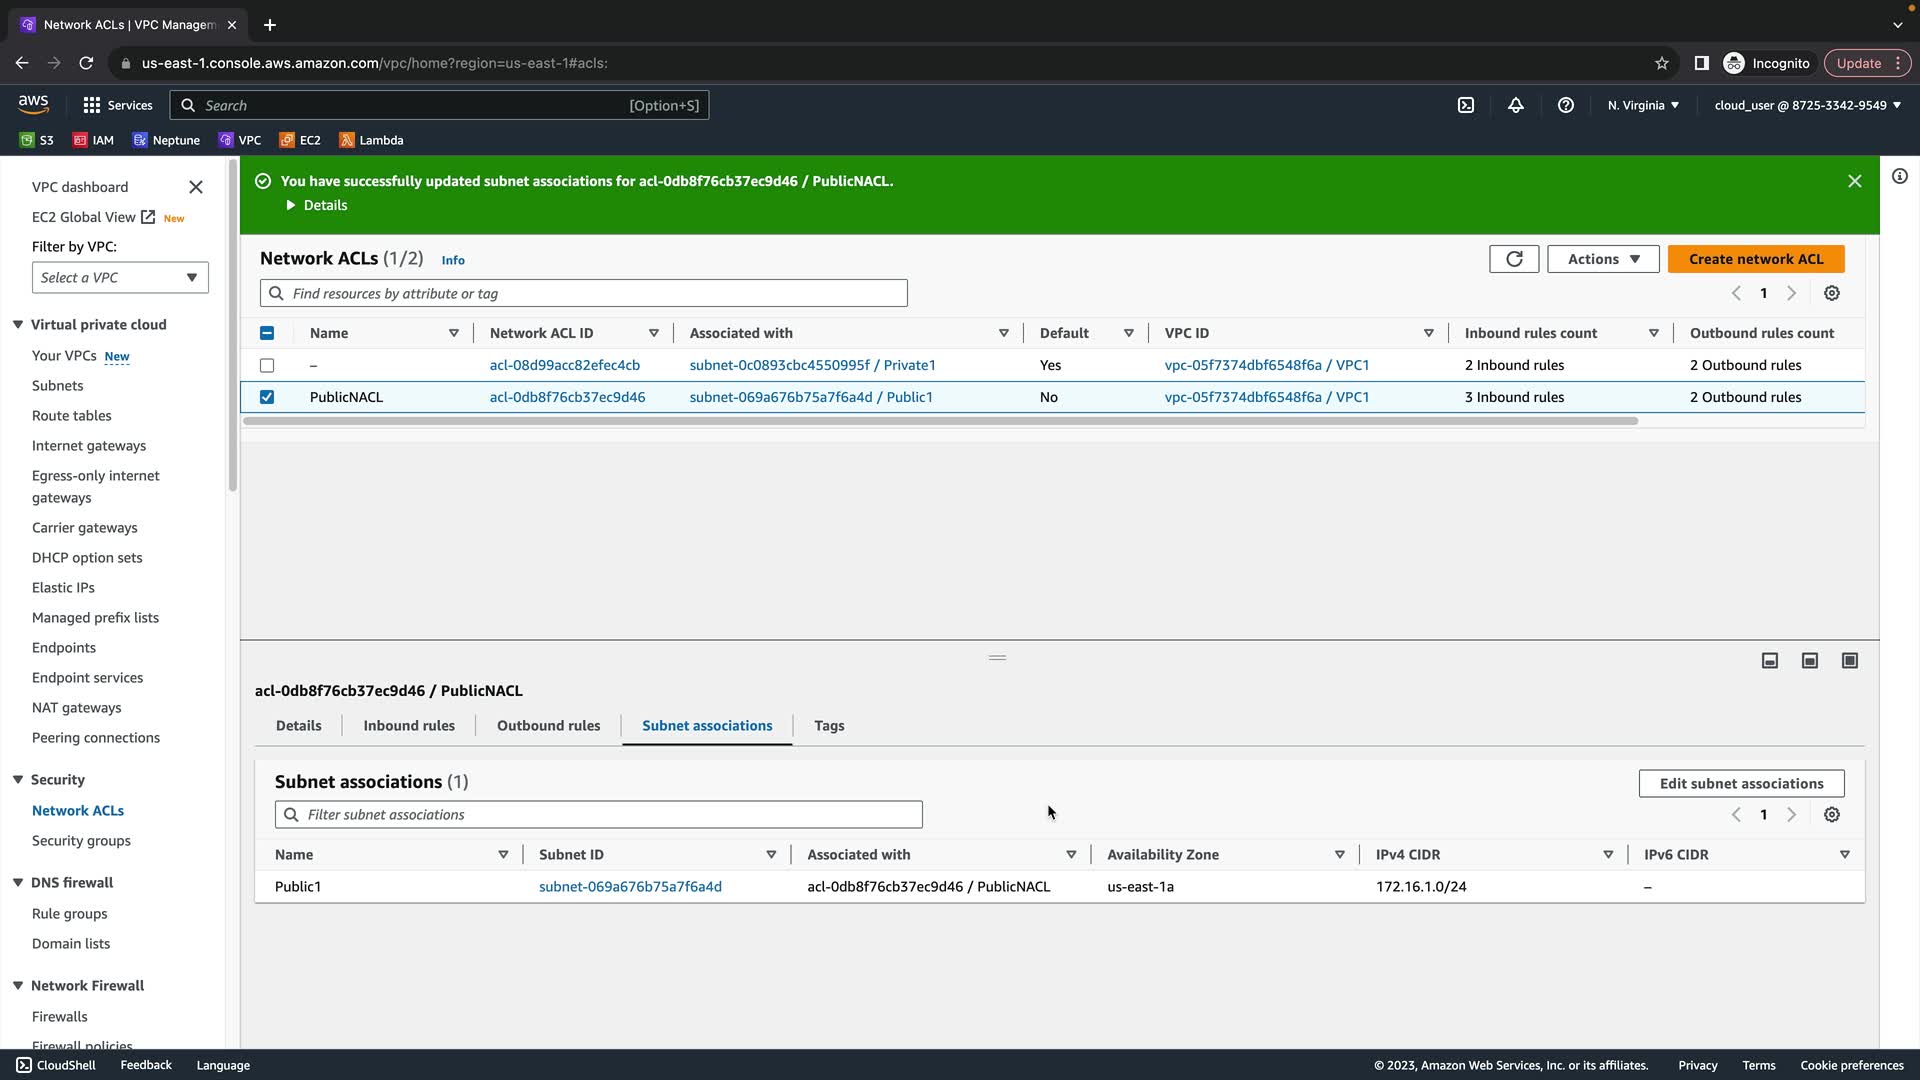 Network ACLs | VPC Managem
us-east-1.console.aws.amazon.com/vpc/home?region=us-east-1#acls:
Incognito
Update
aws
Services
Search
[Option+S]
N. Virginia
cloud_user @ 8725-3342-9549
S3
IAM
Neptune
VPC
EC2
Lambda
VPC dashboard
EC2 Global View New
Filter by VPC:
Select a VPC
Virtual private cloud
Your VPCs New
Subnets
Route tables
Internet gateways
Egress-only internet
gateways
Carrier gateways
DHCP option sets
Elastic IPs
Managed prefix lists
Endpoints
Endpoint services
NAT gateways
Peering connections
Security
Network ACLs
Security groups
DNS firewall
Rule groups
Domain lists
Network Firewall
Firewalls
Firewall policies
You have successfully updated subnet associations for acl-0db8f76cb37ec9d46 / PublicNACL.
Details
Network ACLs (1/2) Info
Actions
Create network ACL
Find resources by attribute or tag
1
Name Network ACL ID Associated with Default VPC ID Inbound rules count Outbound rules count
– acl-08d99acc82efec4cb subnet-0c0893cbc4550995f / Private1 Yes vpc-05f7374dbf6548f6a / VPC1 2 Inbound rules 2 Outbound rules
PublicNACL acl-0db8f76cb37ec9d46 subnet-069a676b75a7f6a4d / Public1 No vpc-05f7374dbf6548f6a / VPC1 3 Inbound rules 2 Outbound rules
acl-0db8f76cb37ec9d46 / PublicNACL
Details Inbound rules Outbound rules Subnet associations Tags
Subnet associations (1)
Edit subnet associations
Filter subnet associations
1
Name Subnet ID Associated with Availability Zone IPv4 CIDR IPv6 CIDR
Public1 subnet-069a676b75a7f6a4d acl-0db8f76cb37ec9d46 / PublicNACL us-east-1a 172.16.1.0/24 –
CloudShell Feedback Language
© 2023, Amazon Web Services, Inc. or its affiliates. Privacy Terms Cookie preferences